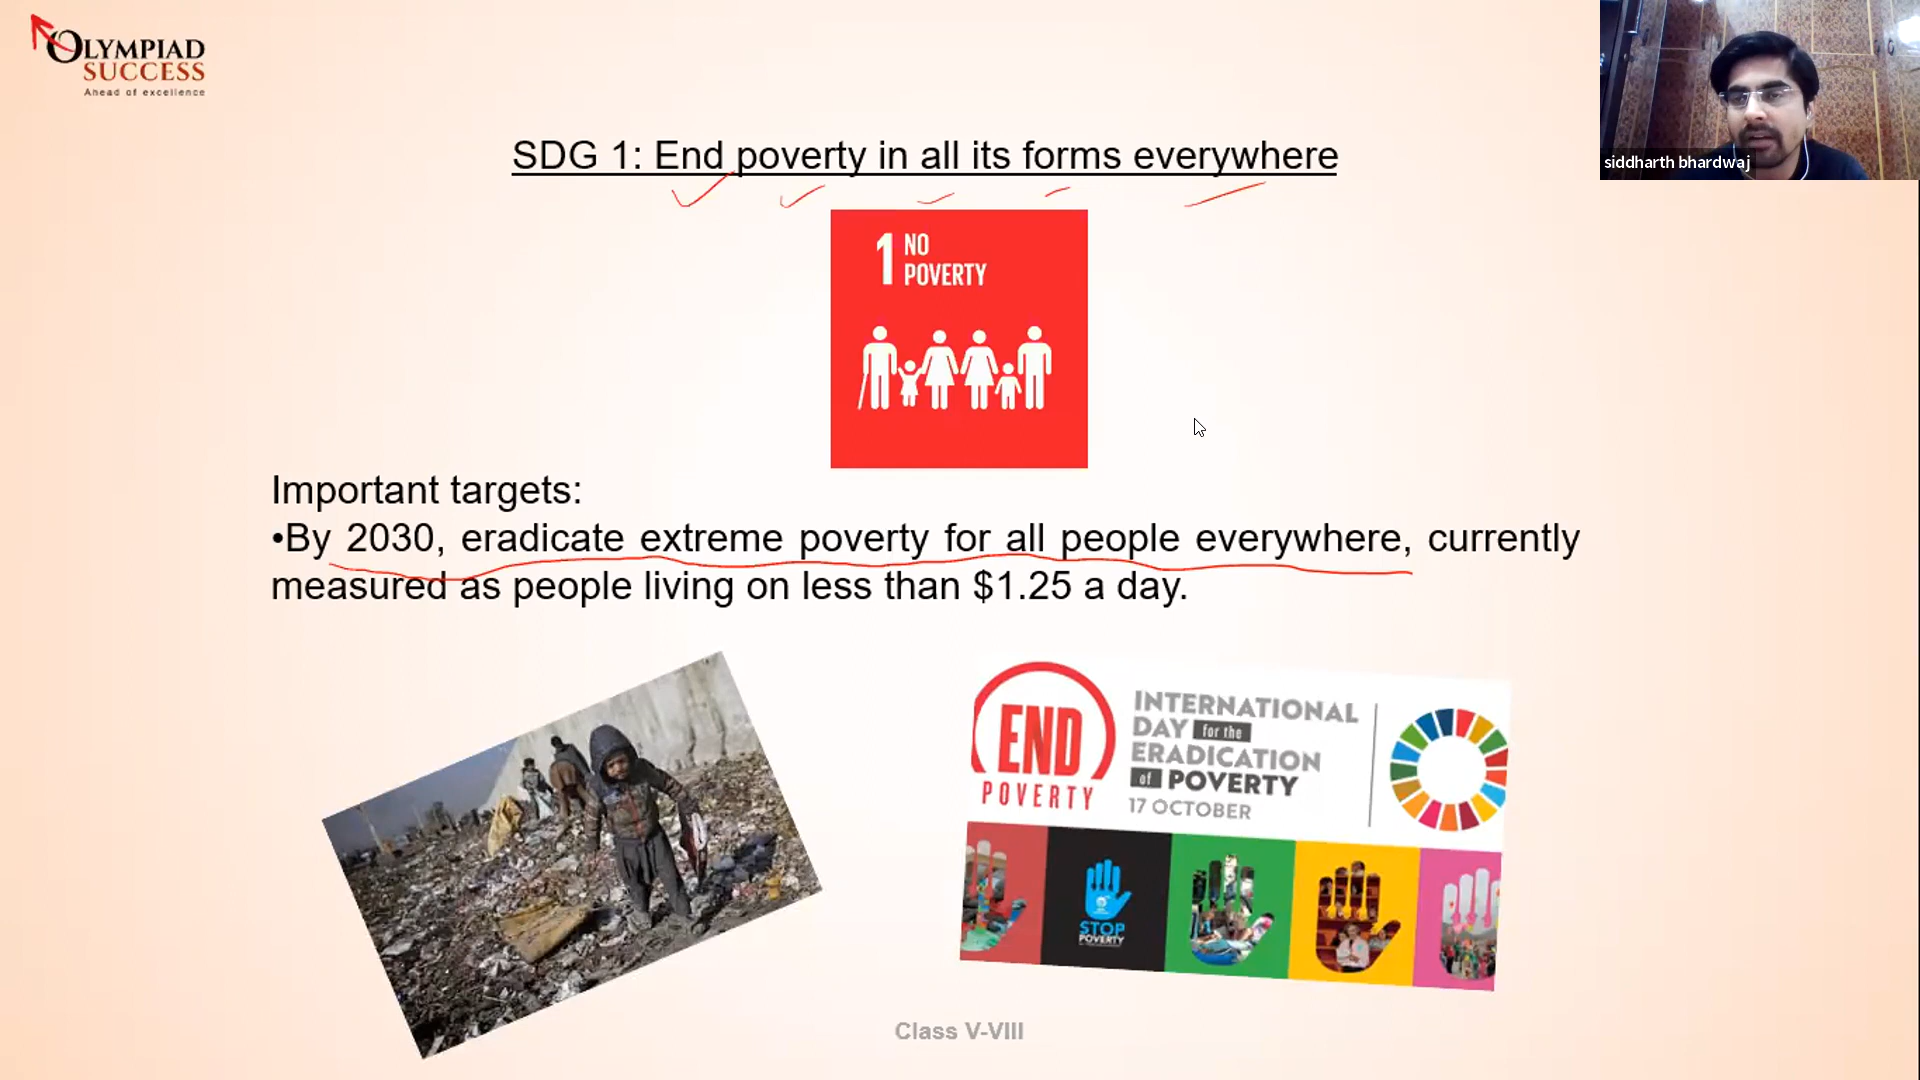 OLYMPIAD
SUCCESS
Ahead of excellence
siddharth bhardwaj
SDG 1: End poverty in all its forms everywhere
1 NO
POVERTY
Important targets:
•By 2030, eradicate extreme poverty for all people everywhere, currently
measured as people living on less than $1.25 a day.
END
POVERTY
INTERNATIONAL
DAY for the
ERADICATION
of POVERTY
17 OCTOBER
STOP
POVERTY
Class V-VIII